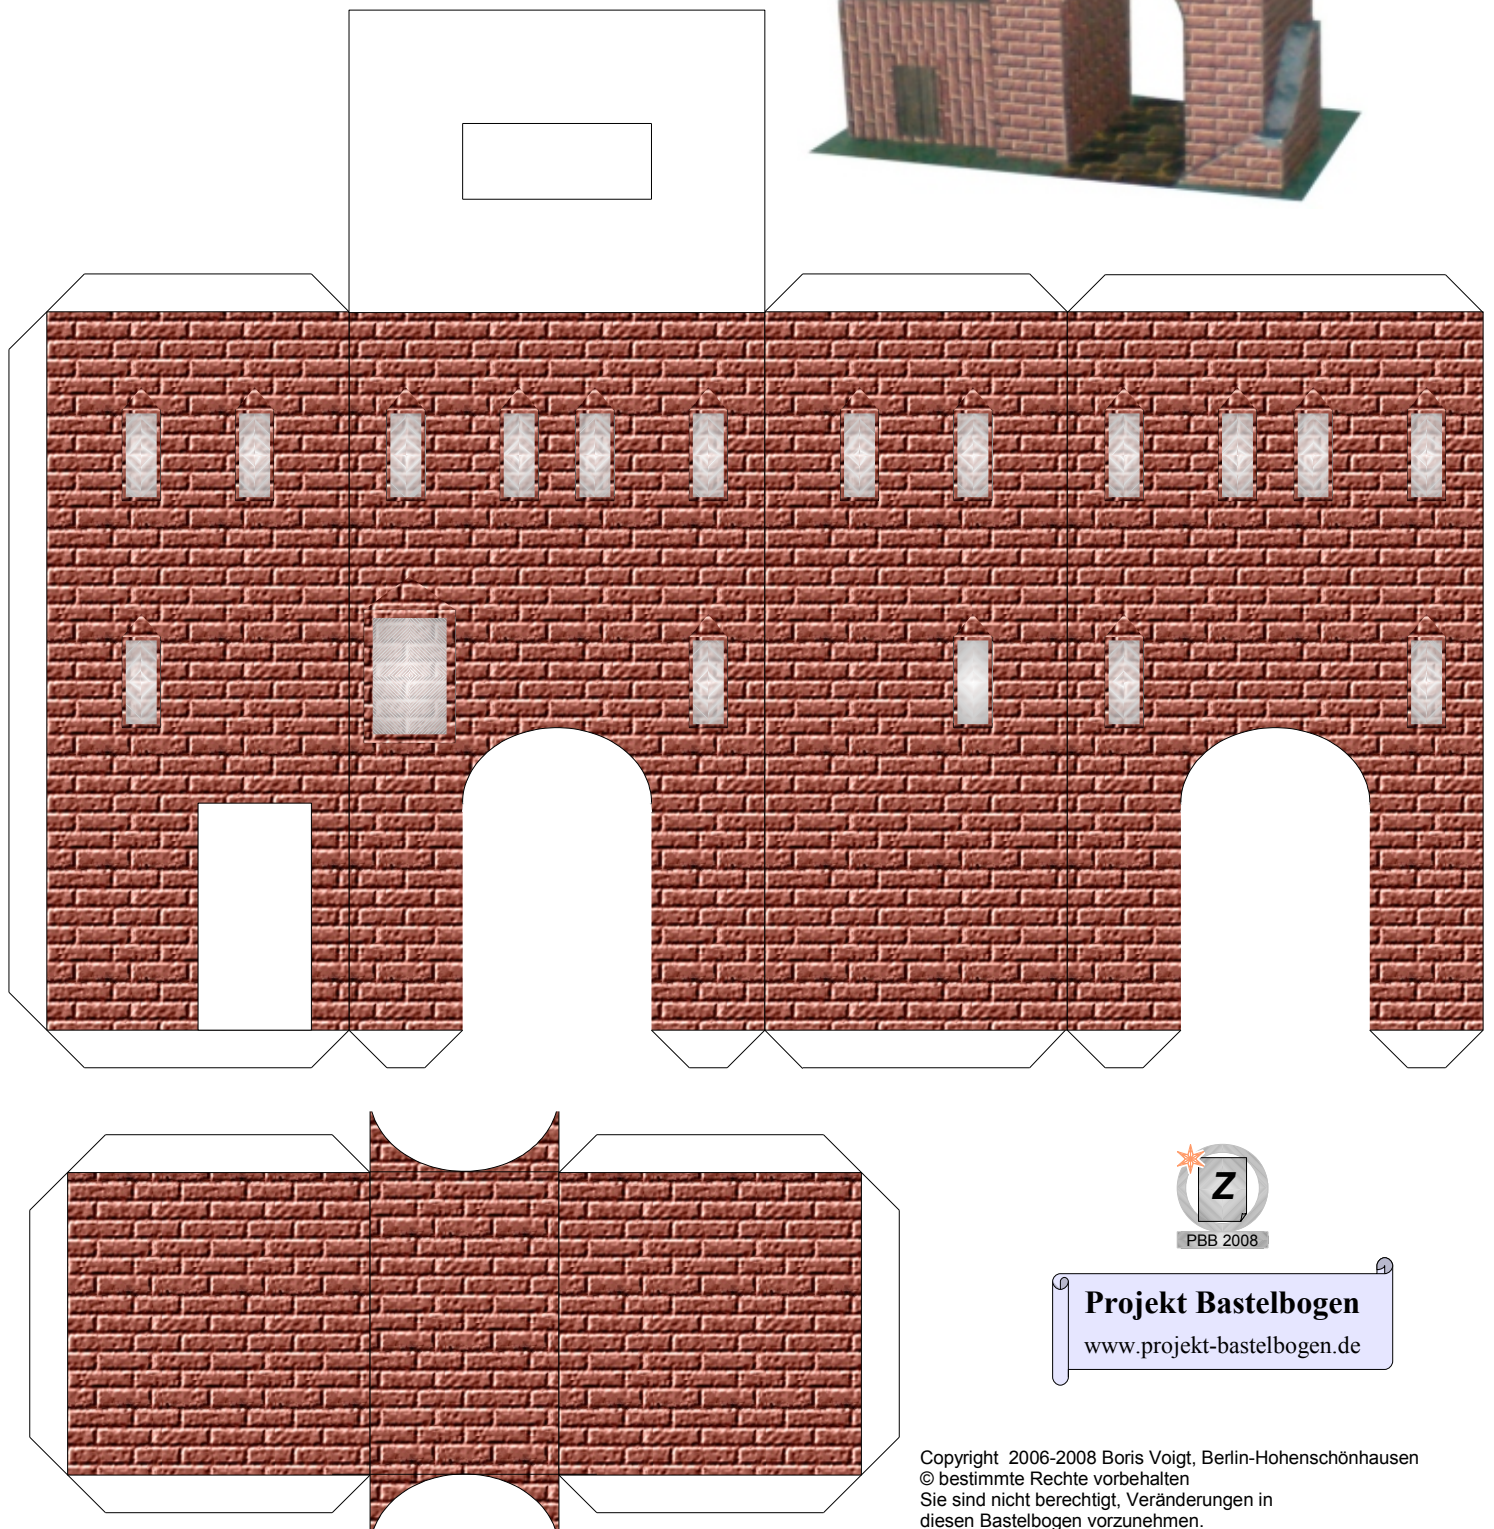 Z
PBB 2008
Projekt Bastelbogen
www.projekt-bastelbogen.de
Copyright  2006-2008 Boris Voigt, Berlin-Hohenschönhausen
© bestimmte Rechte vorbehalten
Sie sind nicht berechtigt, Veränderungen in
diesen Bastelbogen vorzunehmen.